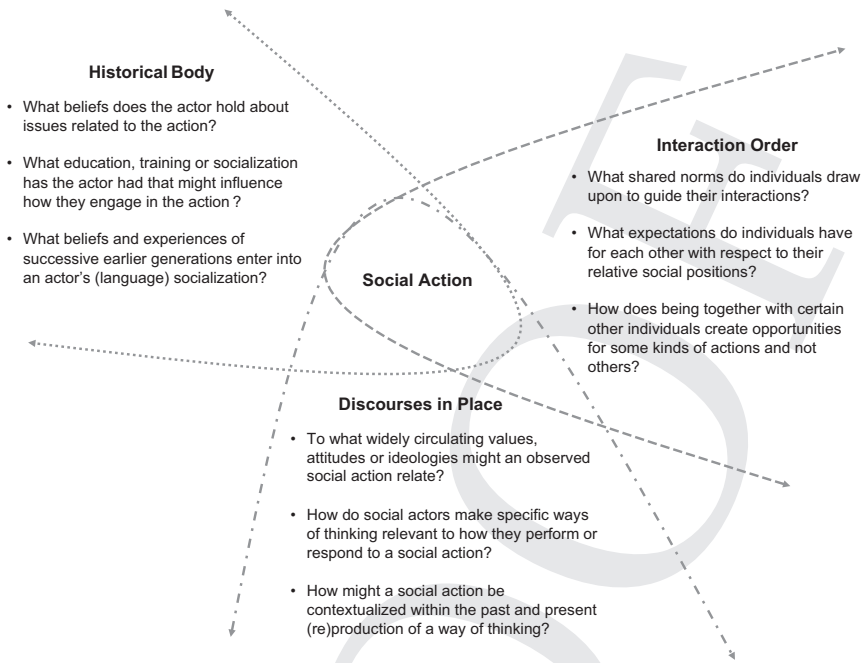 Historical Body
• What beliefs does the actor hold about
issues related to the action?
• What education, training or socialization
has the actor had that might influence
how they engage in the action ?
• What beliefs and experiences of
successive earlier generations enter into
an actor's (language) socialization?
Interaction Order
• What shared norms do individuals draw
upon to guide their interactions?
• What expectations do individuals have
for each other with respect to their
relative social positions?
• How does being together with certain
other individuals create opportunities
for some kinds of actions and not
others?
Social Action
Discourses in Place
• To what widely circulating values,
attitudes or ideologies might an observed
social action relate?
• How do social actors make specific ways
of thinking relevant to how they perform or
respond to a social action?
• How might a social action be
contextualized within the past and present
(re)production of a way of thinking?